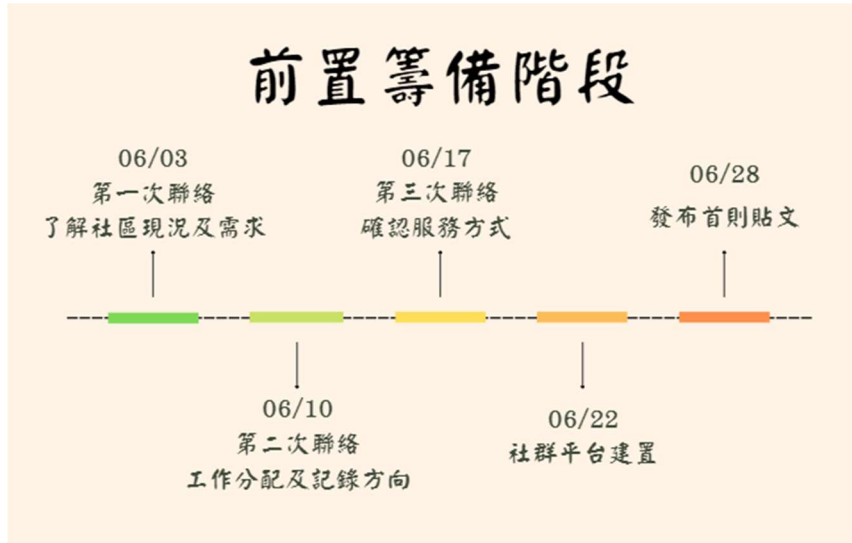 前置籌備階段
06/03
第一次聯絡
了解社區現況及需求
06/10
第二次聯絡
工作分配及記錄方向
06/17
第三次聯絡
確認服務方式
06/22
社群平台建置
06/28
發布首則貼文